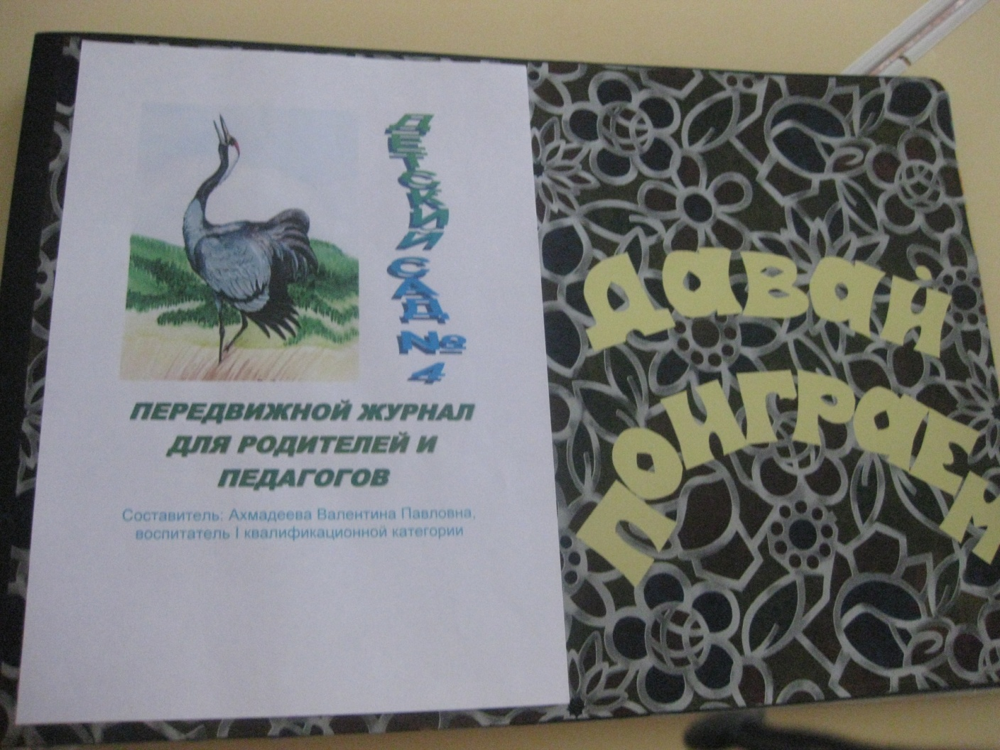 ДЕТСКИЙ САД № 4
ПЕРЕДВИЖНОЙ ЖУРНАЛ
ДЛЯ РОДИТЕЛЕЙ И
ПЕДАГОГОВ
Составитель: Ахмадеева Валентина Павловна,
воспитатель I квалификационной категории
Давай
ПОИГРАЕМ